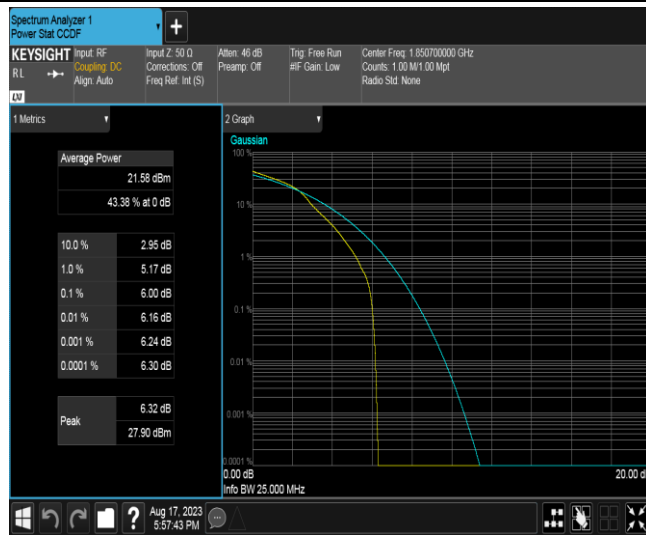 Spectrum Analyzer 1
Power Stat CCDF
+
KEYSIGHT
RL
LXI
Input: RF
Coupling: DC
Align: Auto
Input Z: 50 Ω
Corrections: Off
Freq Ref: Int (S)
Atten: 46 dB
Preamp: Off
Trig: Free Run
#IF Gain: Low
Center Freq: 1.850700000 GHz
Counts: 1.00 M/1.00 Mpt
Radio Std: None
1 Metrics
Average Power
21.58 dBm
43.38 % at 0 dB
10.0 % 2.95 dB
1.0 % 5.17 dB
0.1 % 6.00 dB
0.01 % 6.16 dB
0.001 % 6.24 dB
0.0001 % 6.30 dB
Peak 6.32 dB
27.90 dBm
2 Graph
Gaussian
100 %
10 %
1 %
0.1 %
0.01 %
0.001 %
0.0001 %
0.00 dB
20.00 d
Info BW 25.000 MHz
?
Aug 17, 2023
5:57:43 PM